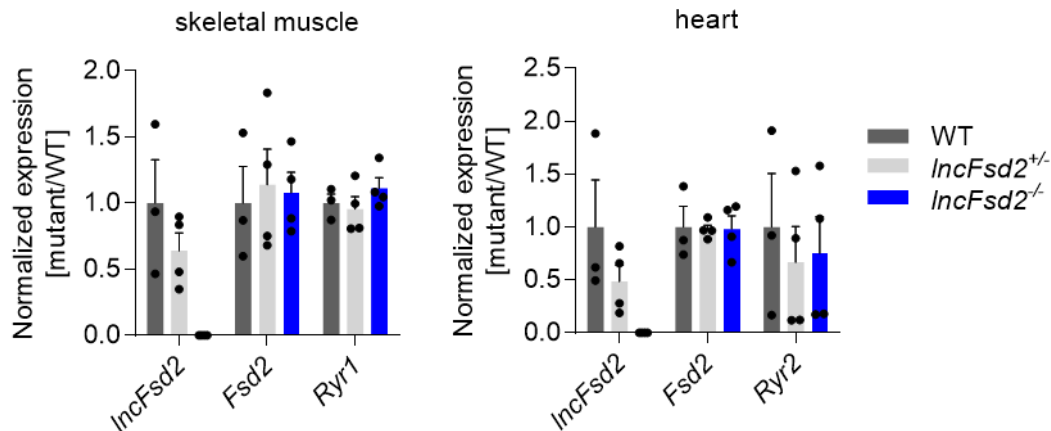 skeletal muscle
Normalized expression
[mutant/WT]
2.0
1.5
1.0
0.5
0.0
lncFsd2
Fsd2
Ryr1
heart
Normalized expression
[mutant/WT]
2.5
2.0
1.5
1.0
0.5
0.0
lncFsd2
Fsd2
Ryr2
WT
lncFsd2+/-
lncFsd2-/-